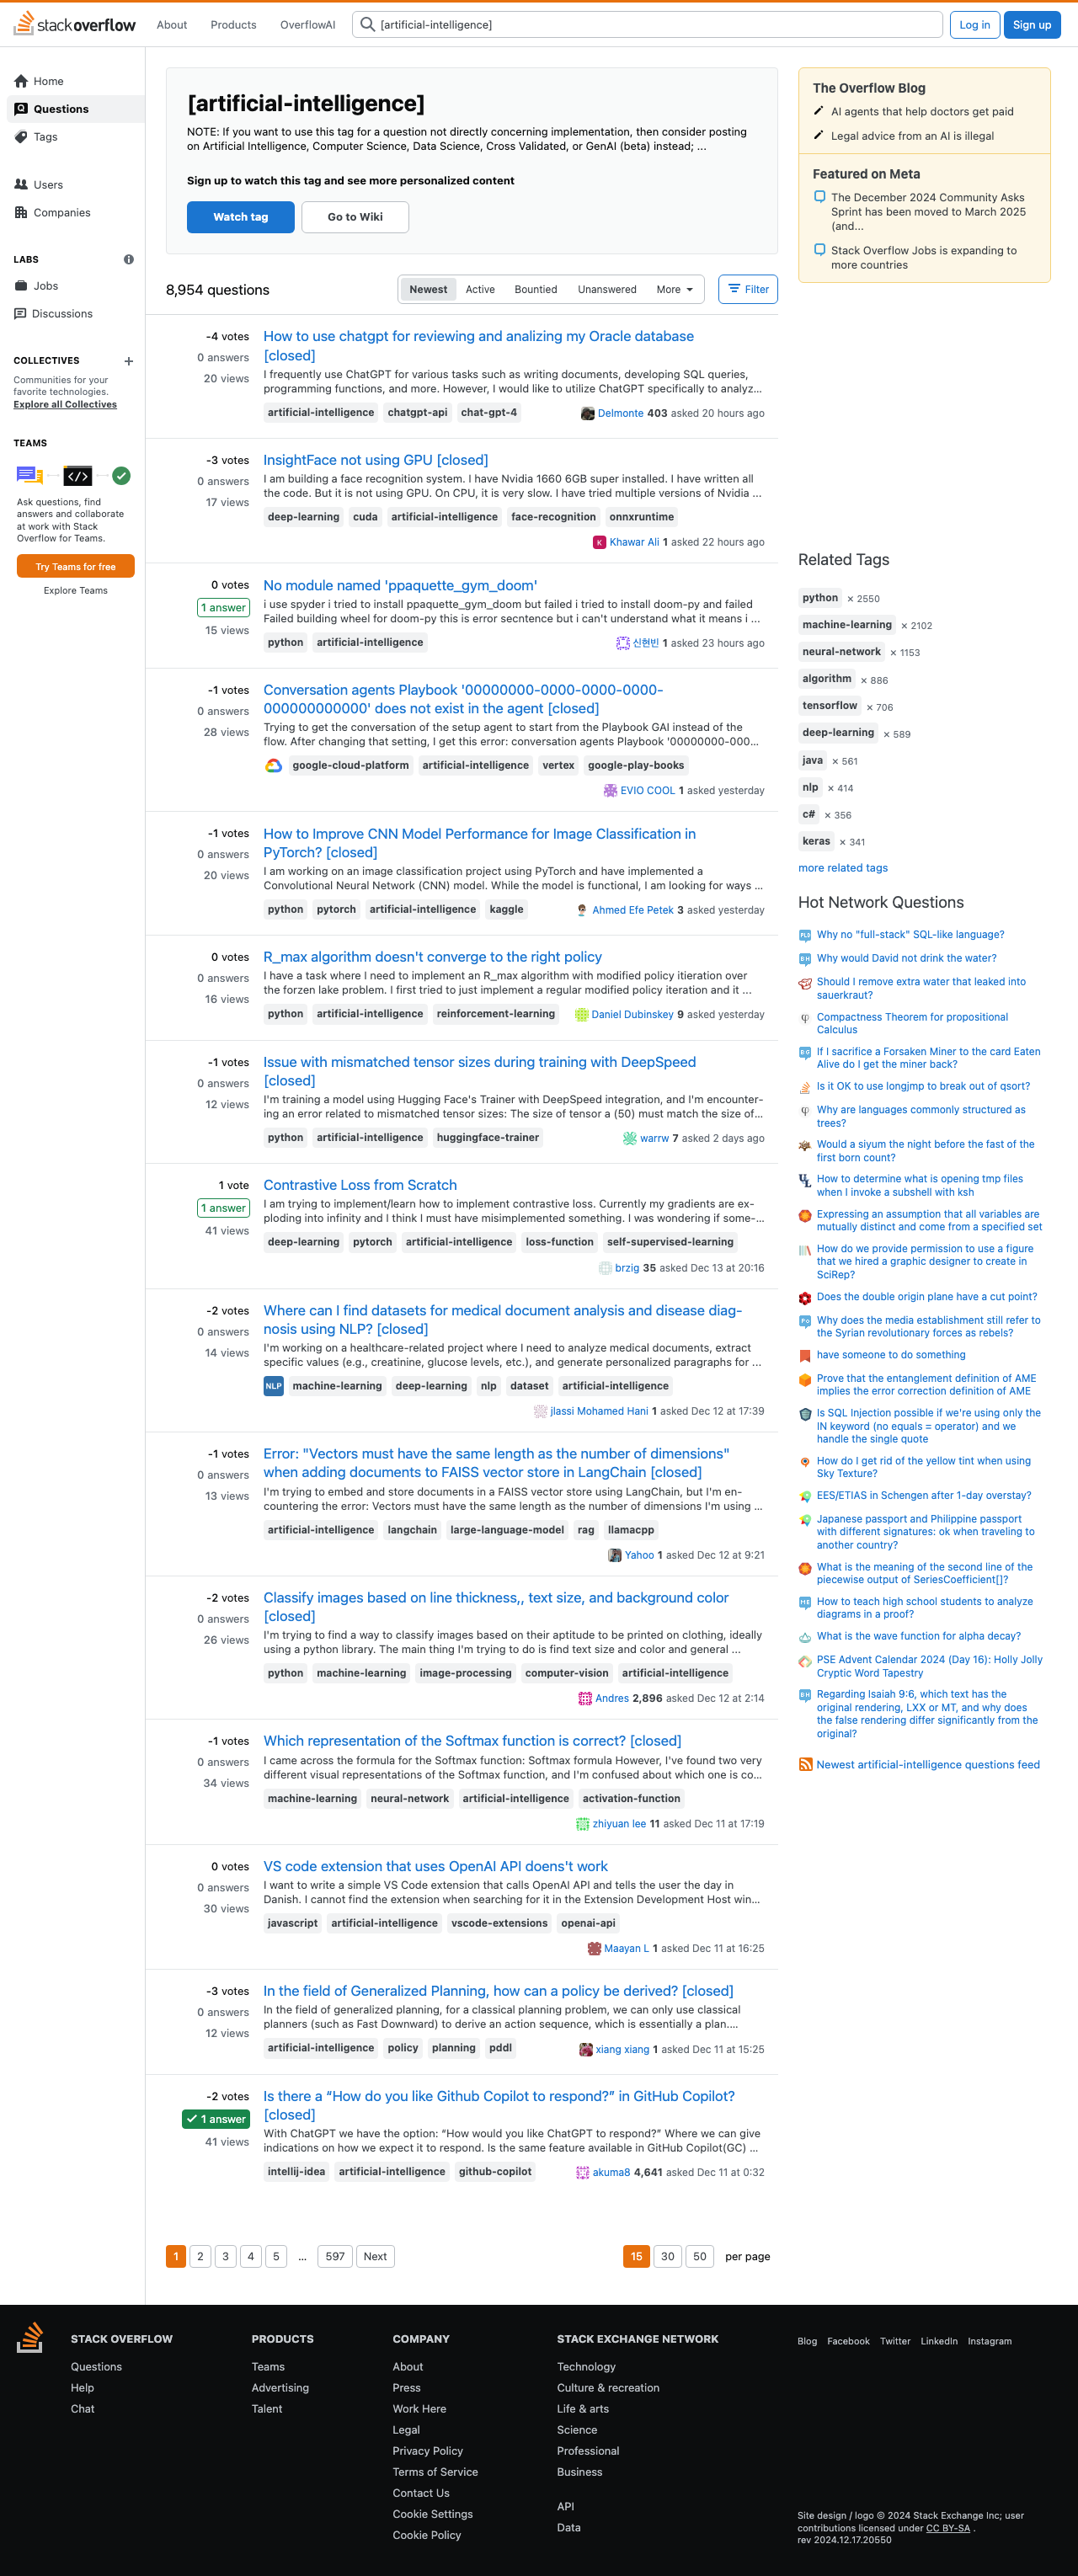 stackoverflow
About
Products
OverflowAI
[artificial-intelligence]
Log in
Sign up
Home
Questions
Tags
Users
Companies
LABS
Jobs
Discussions
COLLECTIVES
Communities for your
favorite technologies.
Explore all Collectives
TEAMS
Ask questions, find
answers and collaborate
at work with Stack
Overflow for Teams.
Try Teams for free
Explore Teams
[artificial-intelligence]
NOTE: If you want to use this tag for a question not directly concerning implementation, then consider posting
on Artificial Intelligence, Computer Science, Data Science, Cross Validated, or GenAI (beta) instead; ...
Sign up to watch this tag and see more personalized content
Watch tag
Go to Wiki
8,954 questions
Newest
Active
Bountied
Unanswered
More
Filter
-4 votes
0 answers
20 views
How to use chatgpt for reviewing and analizing my Oracle database
[closed]
I frequently use ChatGPT for various tasks such as writing documents, developing SQL queries,
programming functions, and more. However, I would like to utilize ChatGPT specifically to analyz...
artificial-intelligence chatgpt-api chat-gpt-4
Delmonte 403 asked 20 hours ago
-3 votes
0 answers
17 views
InsightFace not using GPU [closed]
I am building a face recognition system. I have Nvidia 1660 6GB super installed. I have written all
the code. But it is not using GPU. On CPU, it is very slow. I have tried multiple versions of Nvidia ...
deep-learning cuda artificial-intelligence face-recognition onnxruntime
K Khawar Ali 1 asked 22 hours ago
0 votes
1 answer
15 views
No module named 'ppaquette_gym_doom'
i use spyder i tried to install ppaquette_gym_doom but failed i tried to install doom-py and failed
Failed building wheel for doom-py this is error secntence but i can't understand what it means i ...
python artificial-intelligence
신현빈 1 asked 23 hours ago
-1 votes
0 answers
28 views
Conversation agents Playbook '00000000-0000-0000-0000-
000000000000' does not exist in the agent [closed]
Trying to get the conversation of the setup agent to start from the Playbook GAI instead of the
flow. After changing that setting, I get this error: conversation agents Playbook '00000000-000...
google-cloud-platform artificial-intelligence vertex google-play-books
EVIO COOL 1 asked yesterday
-1 votes
0 answers
20 views
How to Improve CNN Model Performance for Image Classification in
PyTorch? [closed]
I am working on an image classification project using PyTorch and have implemented a
Convolutional Neural Network (CNN) model. While the model is functional, I am looking for ways ...
python pytorch artificial-intelligence kaggle
Ahmed Efe Petek 3 asked yesterday
0 votes
0 answers
16 views
R_max algorithm doesn't converge to the right policy
I have a task where I need to implement an R_max algorithm with modified policy iteration over
the forzen lake problem. I first tried to just implement a regular modified policy iteration and it ...
python artificial-intelligence reinforcement-learning
Daniel Dubinskey 9 asked yesterday
-1 votes
0 answers
12 views
Issue with mismatched tensor sizes during training with DeepSpeed
[closed]
I'm training a model using Hugging Face's Trainer with DeepSpeed integration, and I'm encounter-
ing an error related to mismatched tensor sizes: The size of tensor a (50) must match the size of...
python artificial-intelligence huggingface-trainer
warrw 7 asked 2 days ago
1 vote
1 answer
41 views
Contrastive Loss from Scratch
I am trying to implement/learn how to implement contrastive loss. Currently my gradients are ex-
ploding into infinity and I think I must have misimplemented something. I was wondering if some-...
deep-learning pytorch artificial-intelligence loss-function self-supervised-learning
brzig 35 asked Dec 13 at 20:16
-2 votes
0 answers
14 views
Where can I find datasets for medical document analysis and disease diag-
nosis using NLP? [closed]
I'm working on a healthcare-related project where I need to analyze medical documents, extract
specific values (e.g., creatinine, glucose levels, etc.), and generate personalized paragraphs for ...
NLP machine-learning deep-learning nlp dataset artificial-intelligence
jlassi Mohamed Hani 1 asked Dec 12 at 17:39
-1 votes
0 answers
13 views
Error: "Vectors must have the same length as the number of dimensions"
when adding documents to FAISS vector store in LangChain [closed]
I'm trying to embed and store documents in a FAISS vector store using LangChain, but I'm en-
countering the error: Vectors must have the same length as the number of dimensions I'm using ...
artificial-intelligence langchain large-language-model rag llamacpp
Yahoo 1 asked Dec 12 at 9:21
-2 votes
0 answers
26 views
Classify images based on line thickness,, text size, and background color
[closed]
I'm trying to find a way to classify images based on their aptitude to be printed on clothing, ideally
using a python library. The main thing I'm trying to do is find text size and color and general ...
python machine-learning image-processing computer-vision artificial-intelligence
Andres 2,896 asked Dec 12 at 2:14
-1 votes
0 answers
34 views
Which representation of the Softmax function is correct? [closed]
I came across the formula for the Softmax function: Softmax formula However, I've found two very
different visual representations of the Softmax function, and I'm confused about which one is co...
machine-learning neural-network artificial-intelligence activation-function
zhiyuan lee 11 asked Dec 11 at 17:19
0 votes
0 answers
30 views
VS code extension that uses OpenAI API doens't work
I want to write a simple VS Code extension that calls OpenAI API and tells the user the day in
Danish. I cannot find the extension when searching for it in the Extension Development Host win...
javascript artificial-intelligence vscode-extensions openai-api
Maayan L 1 asked Dec 11 at 16:25
-3 votes
0 answers
12 views
In the field of Generalized Planning, how can a policy be derived? [closed]
In the field of generalized planning, for a classical planning problem, we can only use classical
planners (such as Fast Downward) to derive an action sequence, which is essentially a plan....
artificial-intelligence policy planning pddl
xiang xiang 1 asked Dec 11 at 15:25
-2 votes
1 answer
41 views
Is there a “How do you like Github Copilot to respond?” in GitHub Copilot?
[closed]
With ChatGPT we have the option: “How would you like ChatGPT to respond?” Where we can give
indications on how we expect it to respond. Is the same feature available in GitHub Copilot(GC) ...
intellij-idea artificial-intelligence github-copilot
akuma8 4,641 asked Dec 11 at 0:32
1 2 3 4 5 ... 597 Next
15 30 50 per page
The Overflow Blog
AI agents that help doctors get paid
Legal advice from an AI is illegal
Featured on Meta
The December 2024 Community Asks
Sprint has been moved to March 2025
(and...
Stack Overflow Jobs is expanding to
more countries
Related Tags
python × 2550
machine-learning × 2102
neural-network × 1153
algorithm × 886
tensorflow × 706
deep-learning × 589
java × 561
nlp × 414
c# × 356
keras × 341
more related tags
Hot Network Questions
Why no "full-stack" SQL-like language?
Why would David not drink the water?
Should I remove extra water that leaked into
sauerkraut?
Compactness Theorem for propositional
Calculus
If I sacrifice a Forsaken Miner to the card Eaten
Alive do I get the miner back?
Is it OK to use longjmp to break out of qsort?
Why are languages commonly structured as
trees?
Would a siyum the night before the fast of the
first born count?
How to determine what is opening tmp files
when I invoke a subshell with ksh
Expressing an assumption that all variables are
mutually distinct and come from a specified set
How do we provide permission to use a figure
that we hired a graphic designer to create in
SciRep?
Does the double origin plane have a cut point?
Why does the media establishment still refer to
the Syrian revolutionary forces as rebels?
have someone to do something
Prove that the entanglement definition of AME
implies the error correction definition of AME
Is SQL Injection possible if we're using only the
IN keyword (no equals = operator) and we
handle the single quote
How do I get rid of the yellow tint when using
Sky Texture?
EES/ETIAS in Schengen after 1-day overstay?
Japanese passport and Philippine passport
with different signatures: ok when traveling to
another country?
What is the meaning of the second line of the
piecewise output of SeriesCoefficient[]?
How to teach high school students to analyze
diagrams in a proof?
What is the wave function for alpha decay?
PSE Advent Calendar 2024 (Day 16): Holly Jolly
Cryptic Word Tapestry
Regarding Isaiah 9:6, which text has the
original rendering, LXX or MT, and why does
the false rendering differ significantly from the
original?
Newest artificial-intelligence questions feed
STACK OVERFLOW
Questions
Help
Chat
PRODUCTS
Teams
Advertising
Talent
COMPANY
About
Press
Work Here
Legal
Privacy Policy
Terms of Service
Contact Us
Cookie Settings
Cookie Policy
STACK EXCHANGE NETWORK
Technology
Culture & recreation
Life & arts
Science
Professional
Business
API
Data
Blog Facebook Twitter LinkedIn Instagram
Site design / logo © 2024 Stack Exchange Inc; user
contributions licensed under CC BY-SA .
rev 2024.12.17.20550